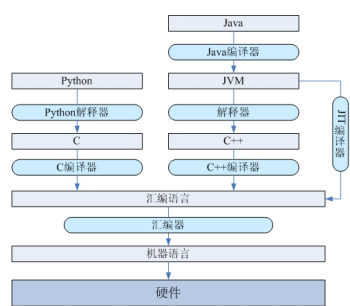 Java
Java编译器
Python
JVM
Python解释器
解释器
JIT编译器
C
C++
C编译器
C++编译器
汇编语言
汇编器
机器语言
硬件